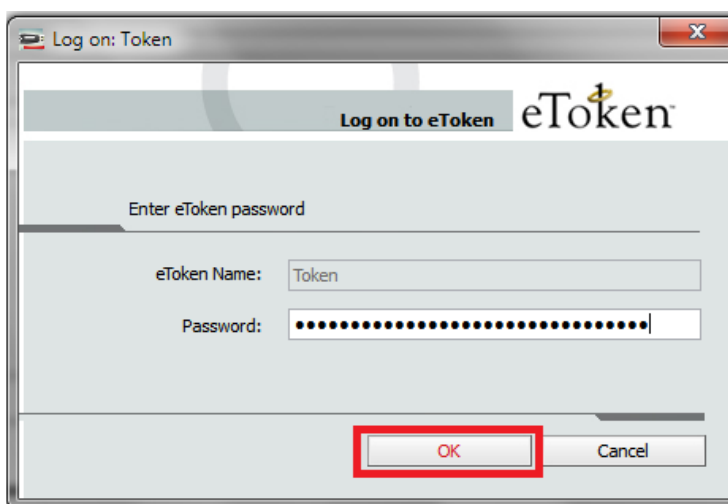 Log on: Token
Log on to eToken
eToken
Enter eToken password
eToken Name: Token
Password: ••••••••••••••••••••••••••••••••
OK Cancel